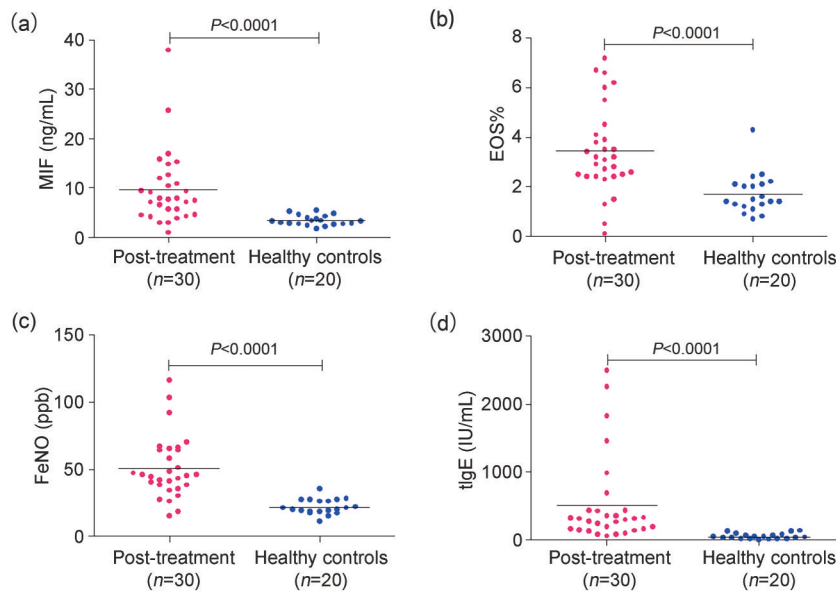 (a)
P<0.0001
40
30
20
10
0
MIF (ng/mL)
Post-treatment
(n=30)
Healthy controls
(n=20)
(b)
P<0.0001
8
6
4
2
0
EOS%
Post-treatment
(n=30)
Healthy controls
(n=20)
(c)
P<0.0001
150
100
50
0
FeNO (ppb)
Post-treatment
(n=30)
Healthy controls
(n=20)
(d)
P<0.0001
3000
2000
1000
0
tIgE (IU/mL)
Post-treatment
(n=30)
Healthy controls
(n=20)